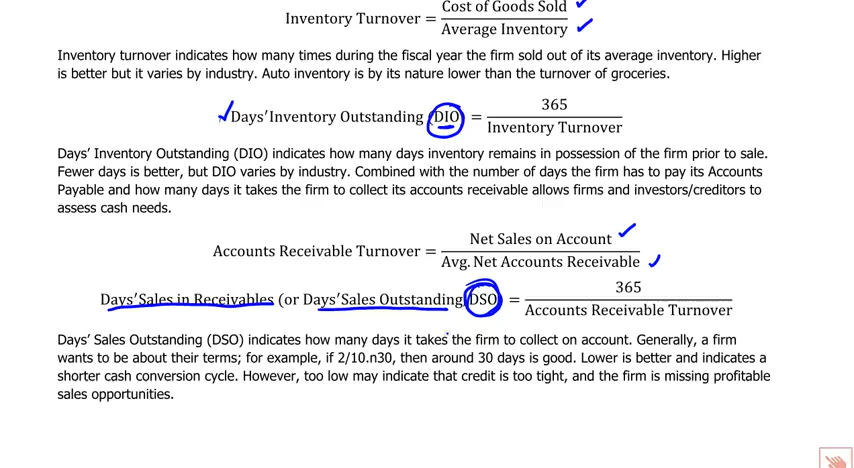 Inventory Turnover = Cost of Goods Sold / Average Inventory
Inventory turnover indicates how many times during the fiscal year the firm sold out of its average inventory. Higher
is better but it varies by industry. Auto inventory is by its nature lower than the turnover of groceries.
Days'Inventory Outstanding (DIO) = 365 / Inventory Turnover
Days' Inventory Outstanding (DIO) indicates how many days inventory remains in possession of the firm prior to sale.
Fewer days is better, but DIO varies by industry. Combined with the number of days the firm has to pay its Accounts
Payable and how many days it takes the firm to collect its accounts receivable allows firms and investors/creditors to
assess cash needs.
Accounts Receivable Turnover = Net Sales on Account / Avg. Net Accounts Receivable
Days'Sales in Receivables (or Days'Sales Outstanding DSO) = 365 / Accounts Receivable Turnover
Days' Sales Outstanding (DSO) indicates how many days it takes the firm to collect on account. Generally, a firm
wants to be about their terms; for example, if 2/10.n30, then around 30 days is good. Lower is better and indicates a
shorter cash conversion cycle. However, too low may indicate that credit is too tight, and the firm is missing profitable
sales opportunities.